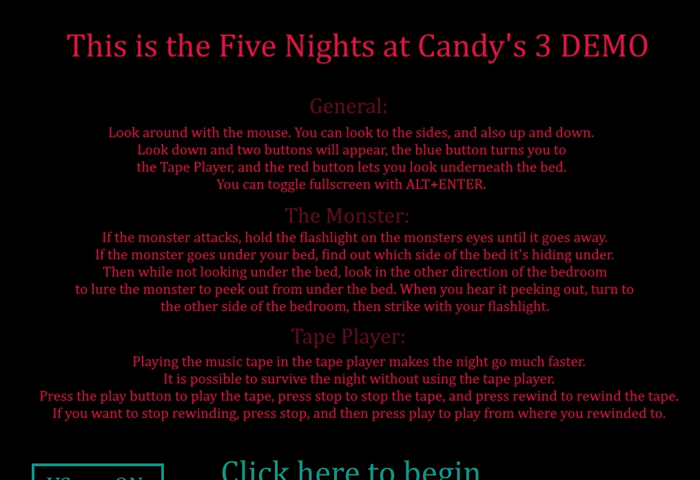 This is the Five Nights at Candy's 3 DEMO
General:
Look around with the mouse. You can look to the sides, and also up and down.
Look down and two buttons will appear, the blue button turns you to
the Tape Player, and the red button lets you look underneath the bed.
You can toggle fullscreen with ALT+ENTER.
The Monster:
If the monster attacks, hold the flashlight on the monsters eyes until it goes away.
If the monster goes under your bed, find out which side of the bed it's hiding under.
Then while not looking under the bed, look in the other direction of the bedroom
to lure the monster to peek out from under the bed. When you hear it peeking out, turn to
the other side of the bedroom, then strike with your flashlight.
Tape Player:
Playing the music tape in the tape player makes the night go much faster.
It is possible to survive the night without using the tape player.
Press the play button to play the tape, press stop to stop the tape, and press rewind to rewind the tape.
If you want to stop rewinding, press stop, and then press play to play from where you rewinded to.
Click here to begin
ON